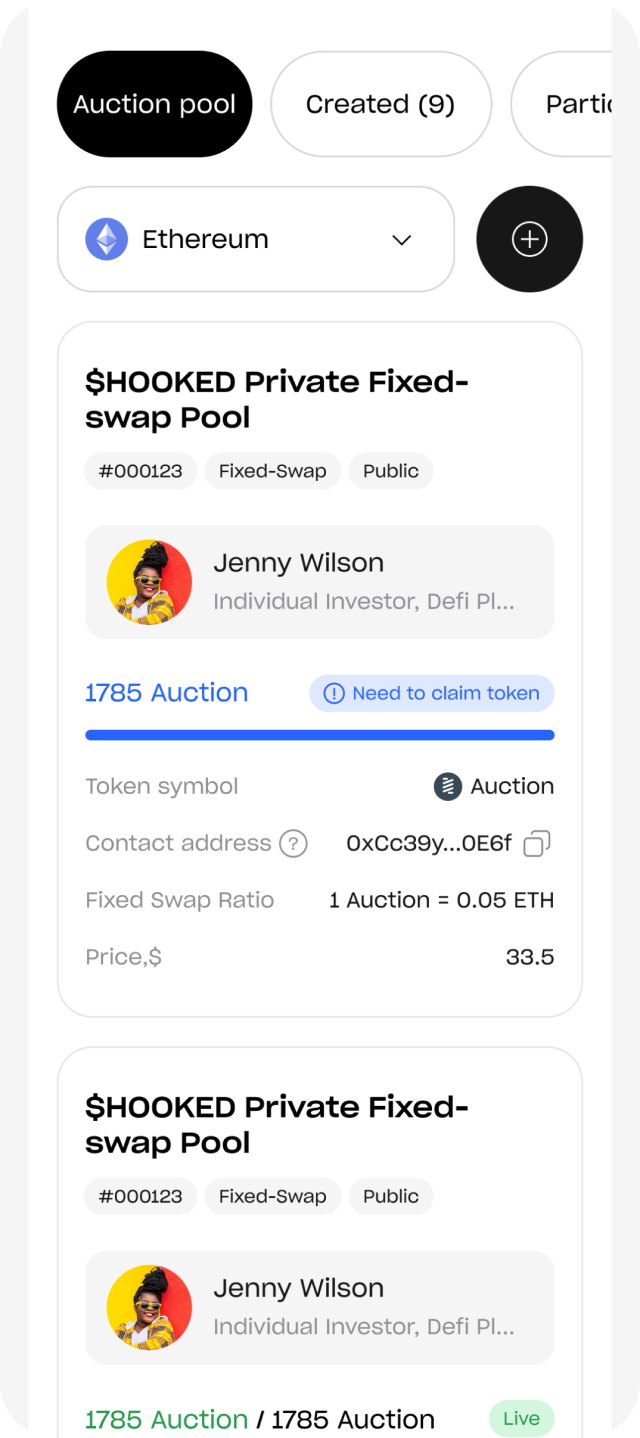 Auction pool Created (9)
Ethereum
$HOOKED Private Fixed-
swap Pool
#000123 Fixed-Swap Public
Jenny Wilson
Individual Investor, Defi Pl...
1785 Auction Need to claim token
Token symbol Auction
Contact address ? 0xCc39y...0E6f
Fixed Swap Ratio 1 Auction = 0.05 ETH
Price,$ 33.5
$HOOKED Private Fixed-
swap Pool
#000123 Fixed-Swap Public
Jenny Wilson
Individual Investor, Defi Pl...
1785 Auction / 1785 Auction Live